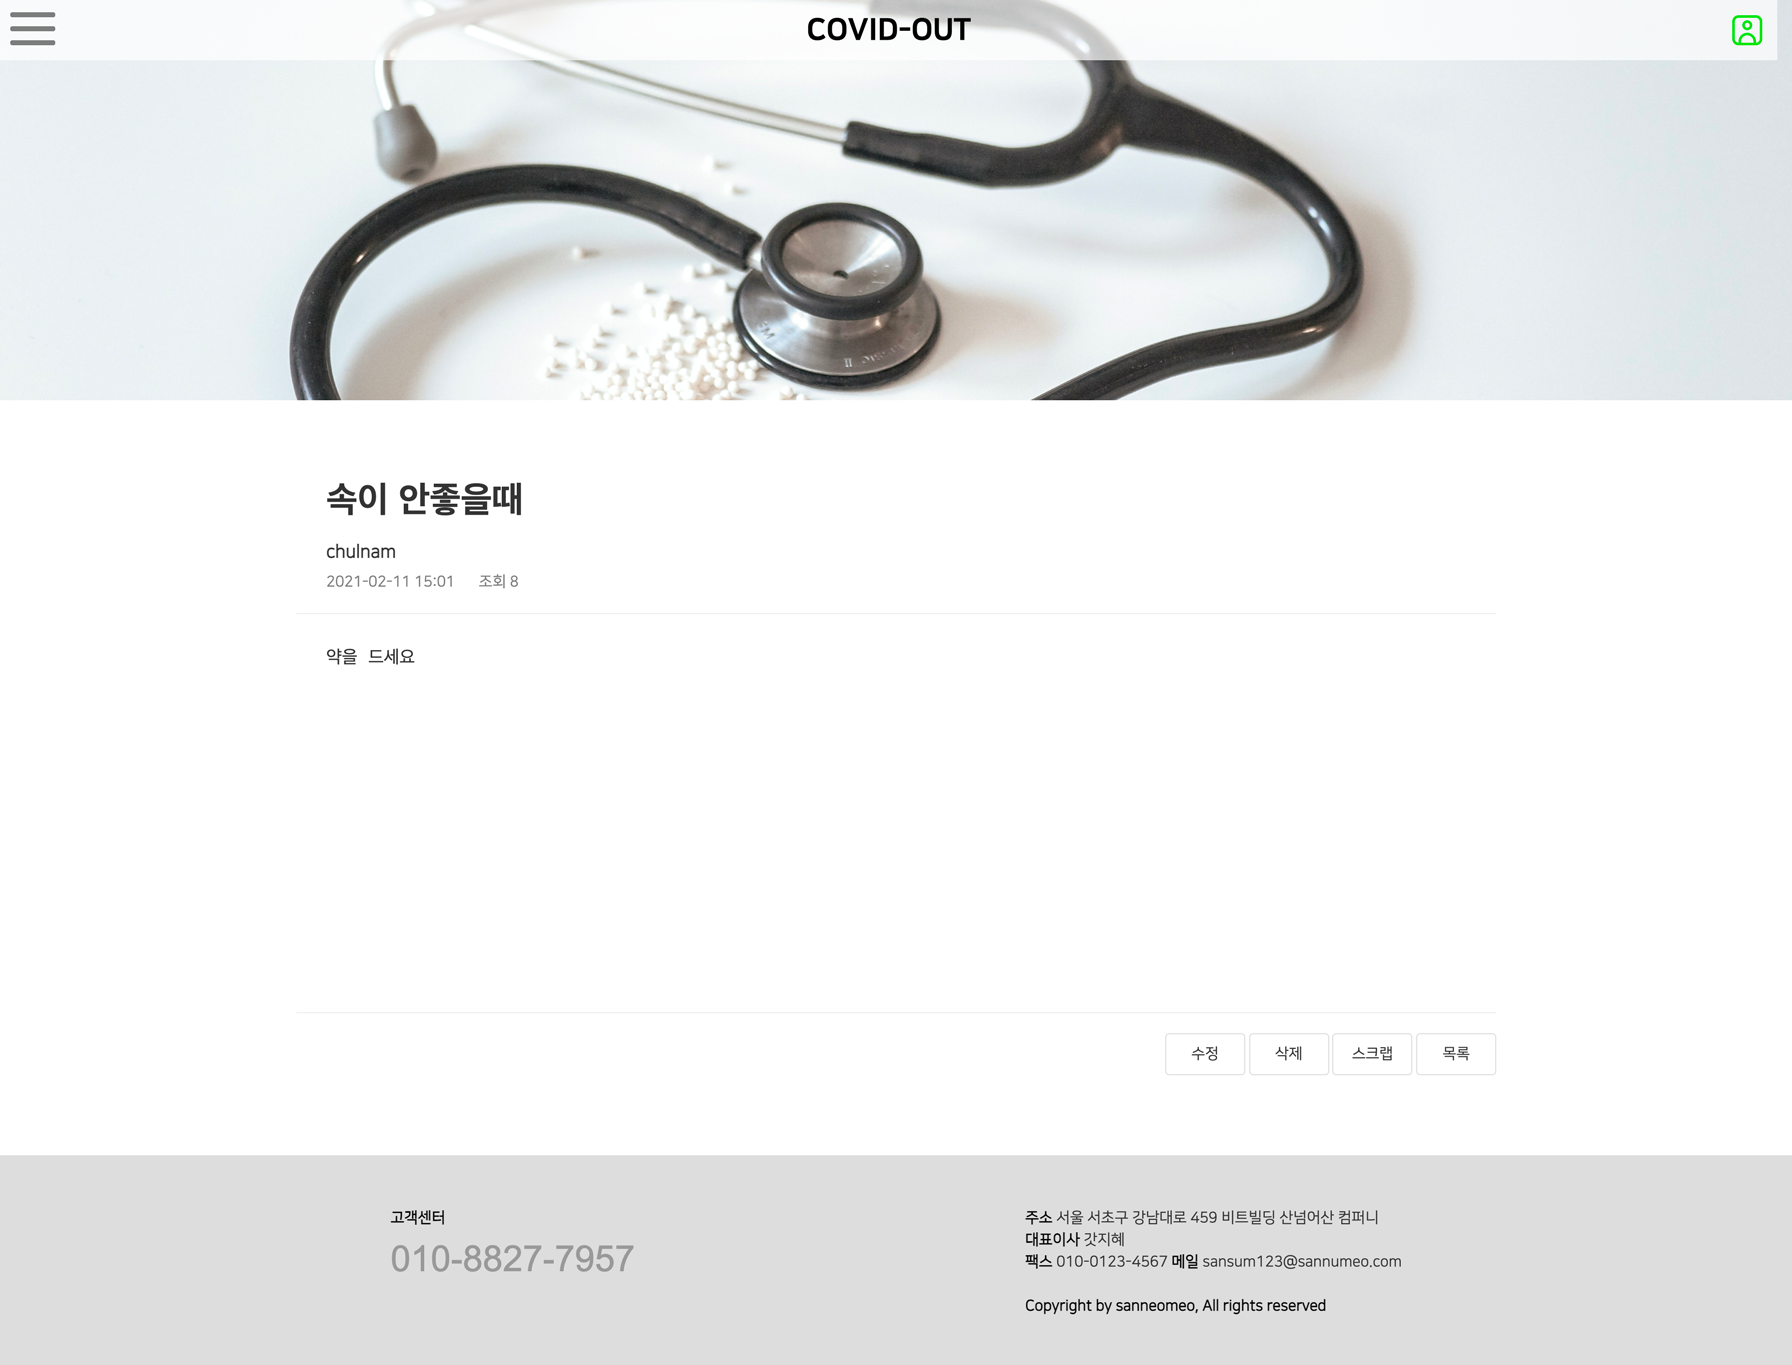 COVID-OUT
속이 안좋을때
chulnam
2021-02-11 15:01 조회 8
약을 드세요
수정 삭제 스크랩 목록
고객센터
010-8827-7957
주소 서울 서초구 강남대로 459 비트빌딩 산넘어산 컴퍼니
대표이사 갓지혜
팩스 010-0123-4567 메일 sansum123@sannumeo.com
Copyright by sanneomeo, All rights reserved